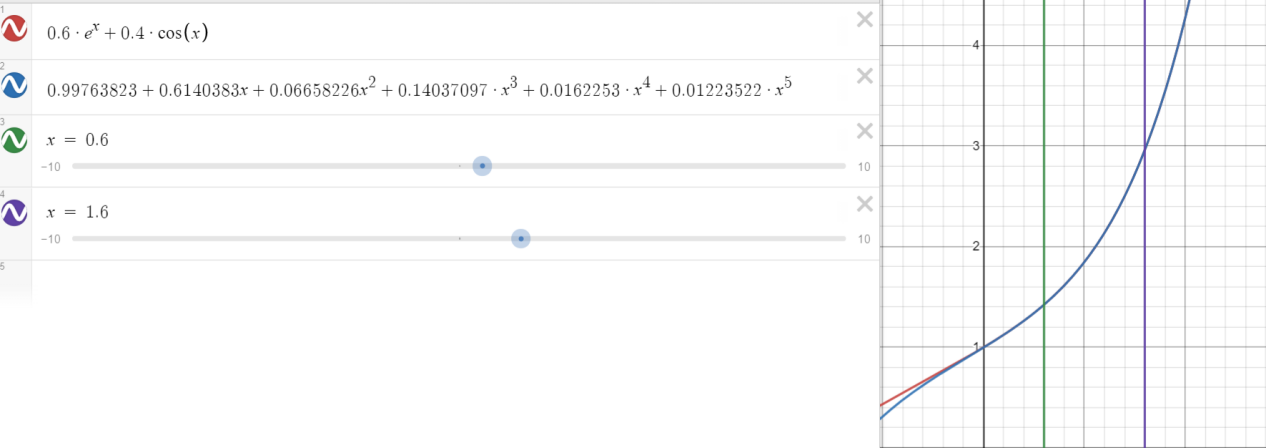 1
0.6 · e^x + 0.4 · cos(x)
2
0.99763823 + 0.6140383x + 0.06658226x^2 + 0.14037097 · x^3 + 0.0162253 · x^4 + 0.01223522 · x^5
3
x = 0.6
-10 10
4
x = 1.6
-10 10
5
4
3
2
1